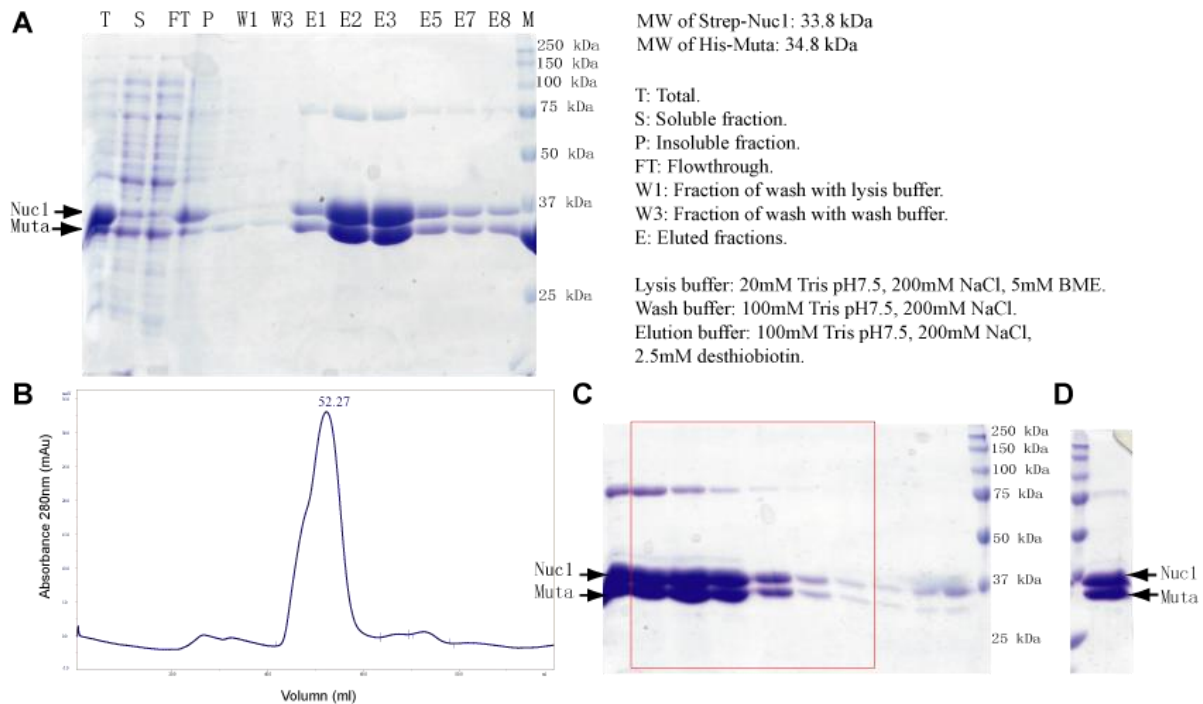 A
T S FT P W1 W3 E1 E2 E3 E5 E7 E8 M
250 kDa
150 kDa
100 kDa
75 kDa
50 kDa
37 kDa
25 kDa
Nuc1
Muta
MW of Strep-Nuc1: 33.8 kDa
MW of His-Muta: 34.8 kDa
T: Total.
S: Soluble fraction.
P: Insoluble fraction.
FT: Flowthrough.
W1: Fraction of wash with lysis buffer.
W3: Fraction of wash with wash buffer.
E: Eluted fractions.
Lysis buffer: 20mM Tris pH7.5, 200mM NaCl, 5mM BME.
Wash buffer: 100mM Tris pH7.5, 200mM NaCl.
Elution buffer: 100mM Tris pH7.5, 200mM NaCl,
2.5mM desthiobiotin.
B
52.27
Absorbance 280nm (mAu)
Volumn (ml)
C
250 kDa
150 kDa
100 kDa
75 kDa
50 kDa
37 kDa
25 kDa
Nuc1
Muta
D
Nuc1
Muta